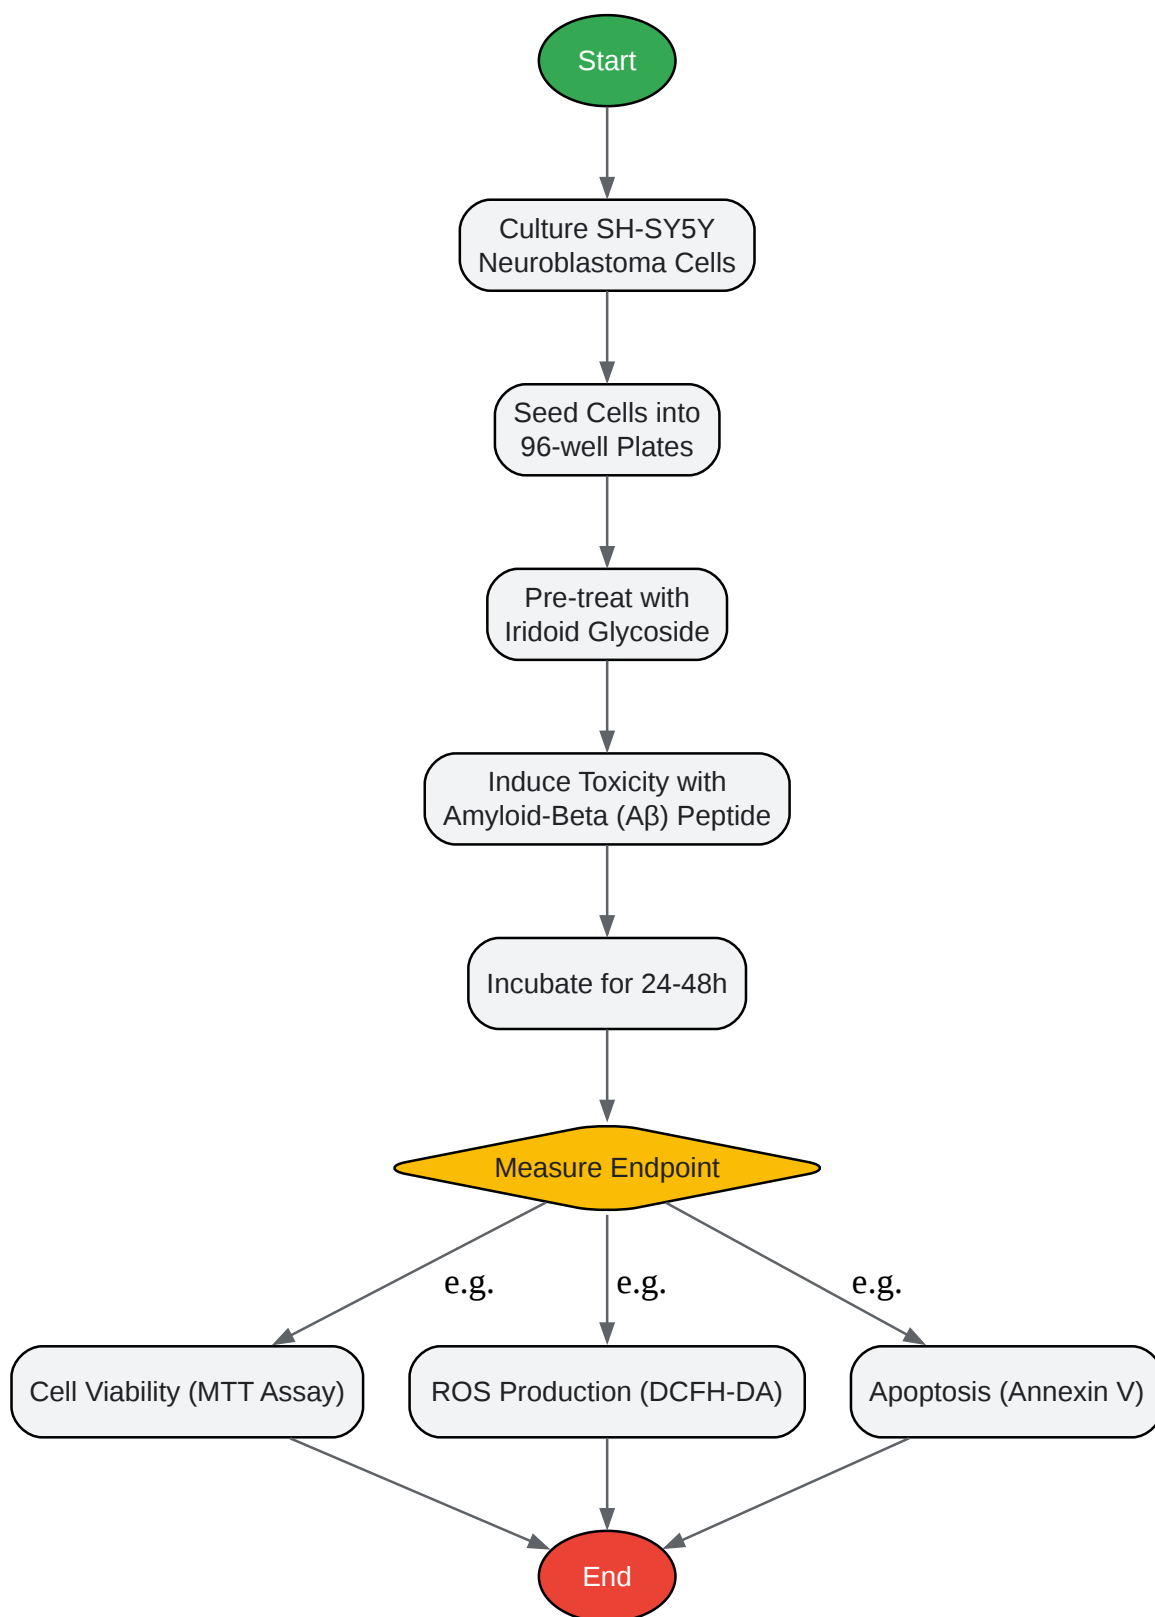 Start
Culture SH-SY5Y
Neuroblastoma Cells
Seed Cells into
96-well Plates
Pre-treat with
Iridoid Glycoside
Induce Toxicity with
Amyloid-Beta (Aβ) Peptide
Incubate for 24-48h
Measure Endpoint
e.g.
e.g.
e.g.
Cell Viability (MTT Assay)
ROS Production (DCFH-DA)
Apoptosis (Annexin V)
End